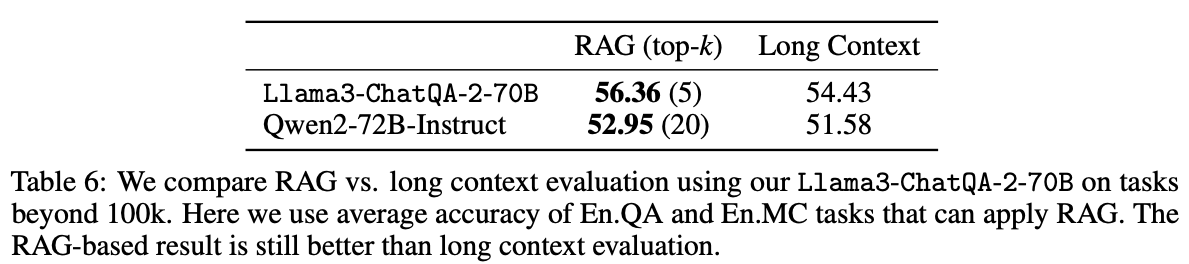 RAG (top-k) Long Context
Llama3-ChatQA-2-70B 56.36 (5) 54.43
Qwen2-72B-Instruct 52.95 (20) 51.58
Table 6: We compare RAG vs. long context evaluation using our Llama3-ChatQA-2-70B on tasks
beyond 100k. Here we use average accuracy of En.QA and En.MC tasks that can apply RAG. The
RAG-based result is still better than long context evaluation.